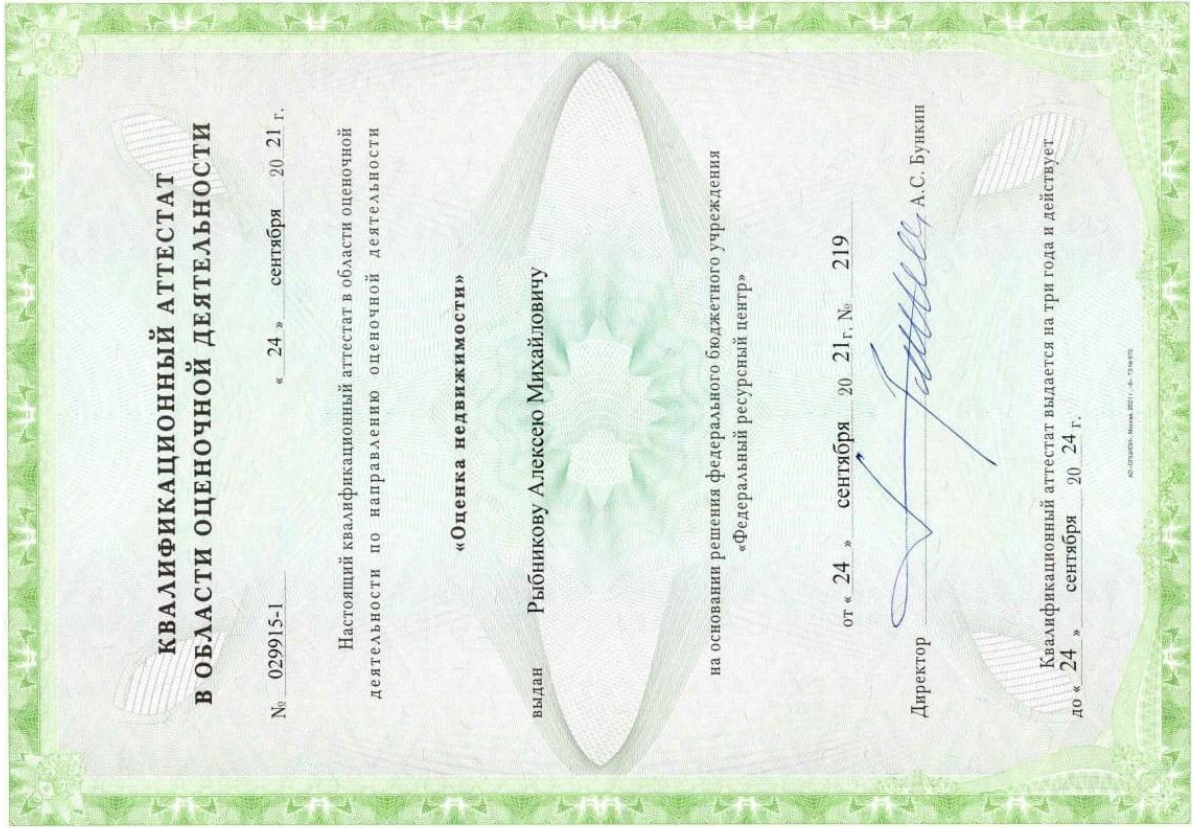 КВАЛИФИКАЦИОННЫЙ АТТЕСТАТ
В ОБЛАСТИ ОЦЕНОЧНОЙ ДЕЯТЕЛЬНОСТИ
№ 029915-1 « 24 » сентября 20 21 г.
Настоящий квалификационный аттестат в области оценочной
деятельности по направлению оценочной деятельности
«Оценка недвижимости»
выдан Рыбникову Алексею Михайловичу
на основании решения федерального бюджетного учреждения
«Федеральный ресурсный центр»
от « 24 » сентября 20 21г. № 219
Директор А.С. Бункин
Квалификационный аттестат выдается на три года и действует
до « 24 » сентября 20 24 г.